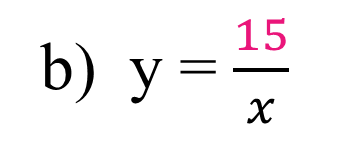 b) y = 15/x